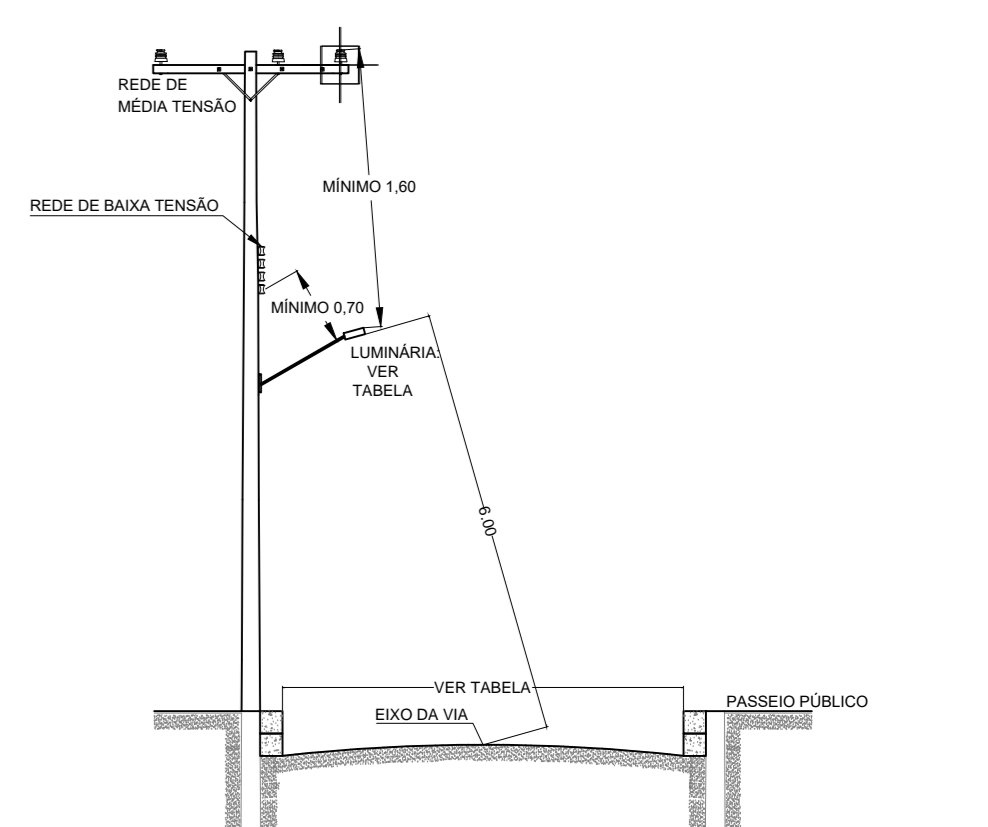 REDE DE
MÉDIA TENSÃO
MÍNIMO 1,60
REDE DE BAIXA TENSÃO
MÍNIMO 0,70
LUMINÁRIA:
VER
TABELA
6.00
VER TABELA
PASSEIO PÚBLICO
EIXO DA VIA